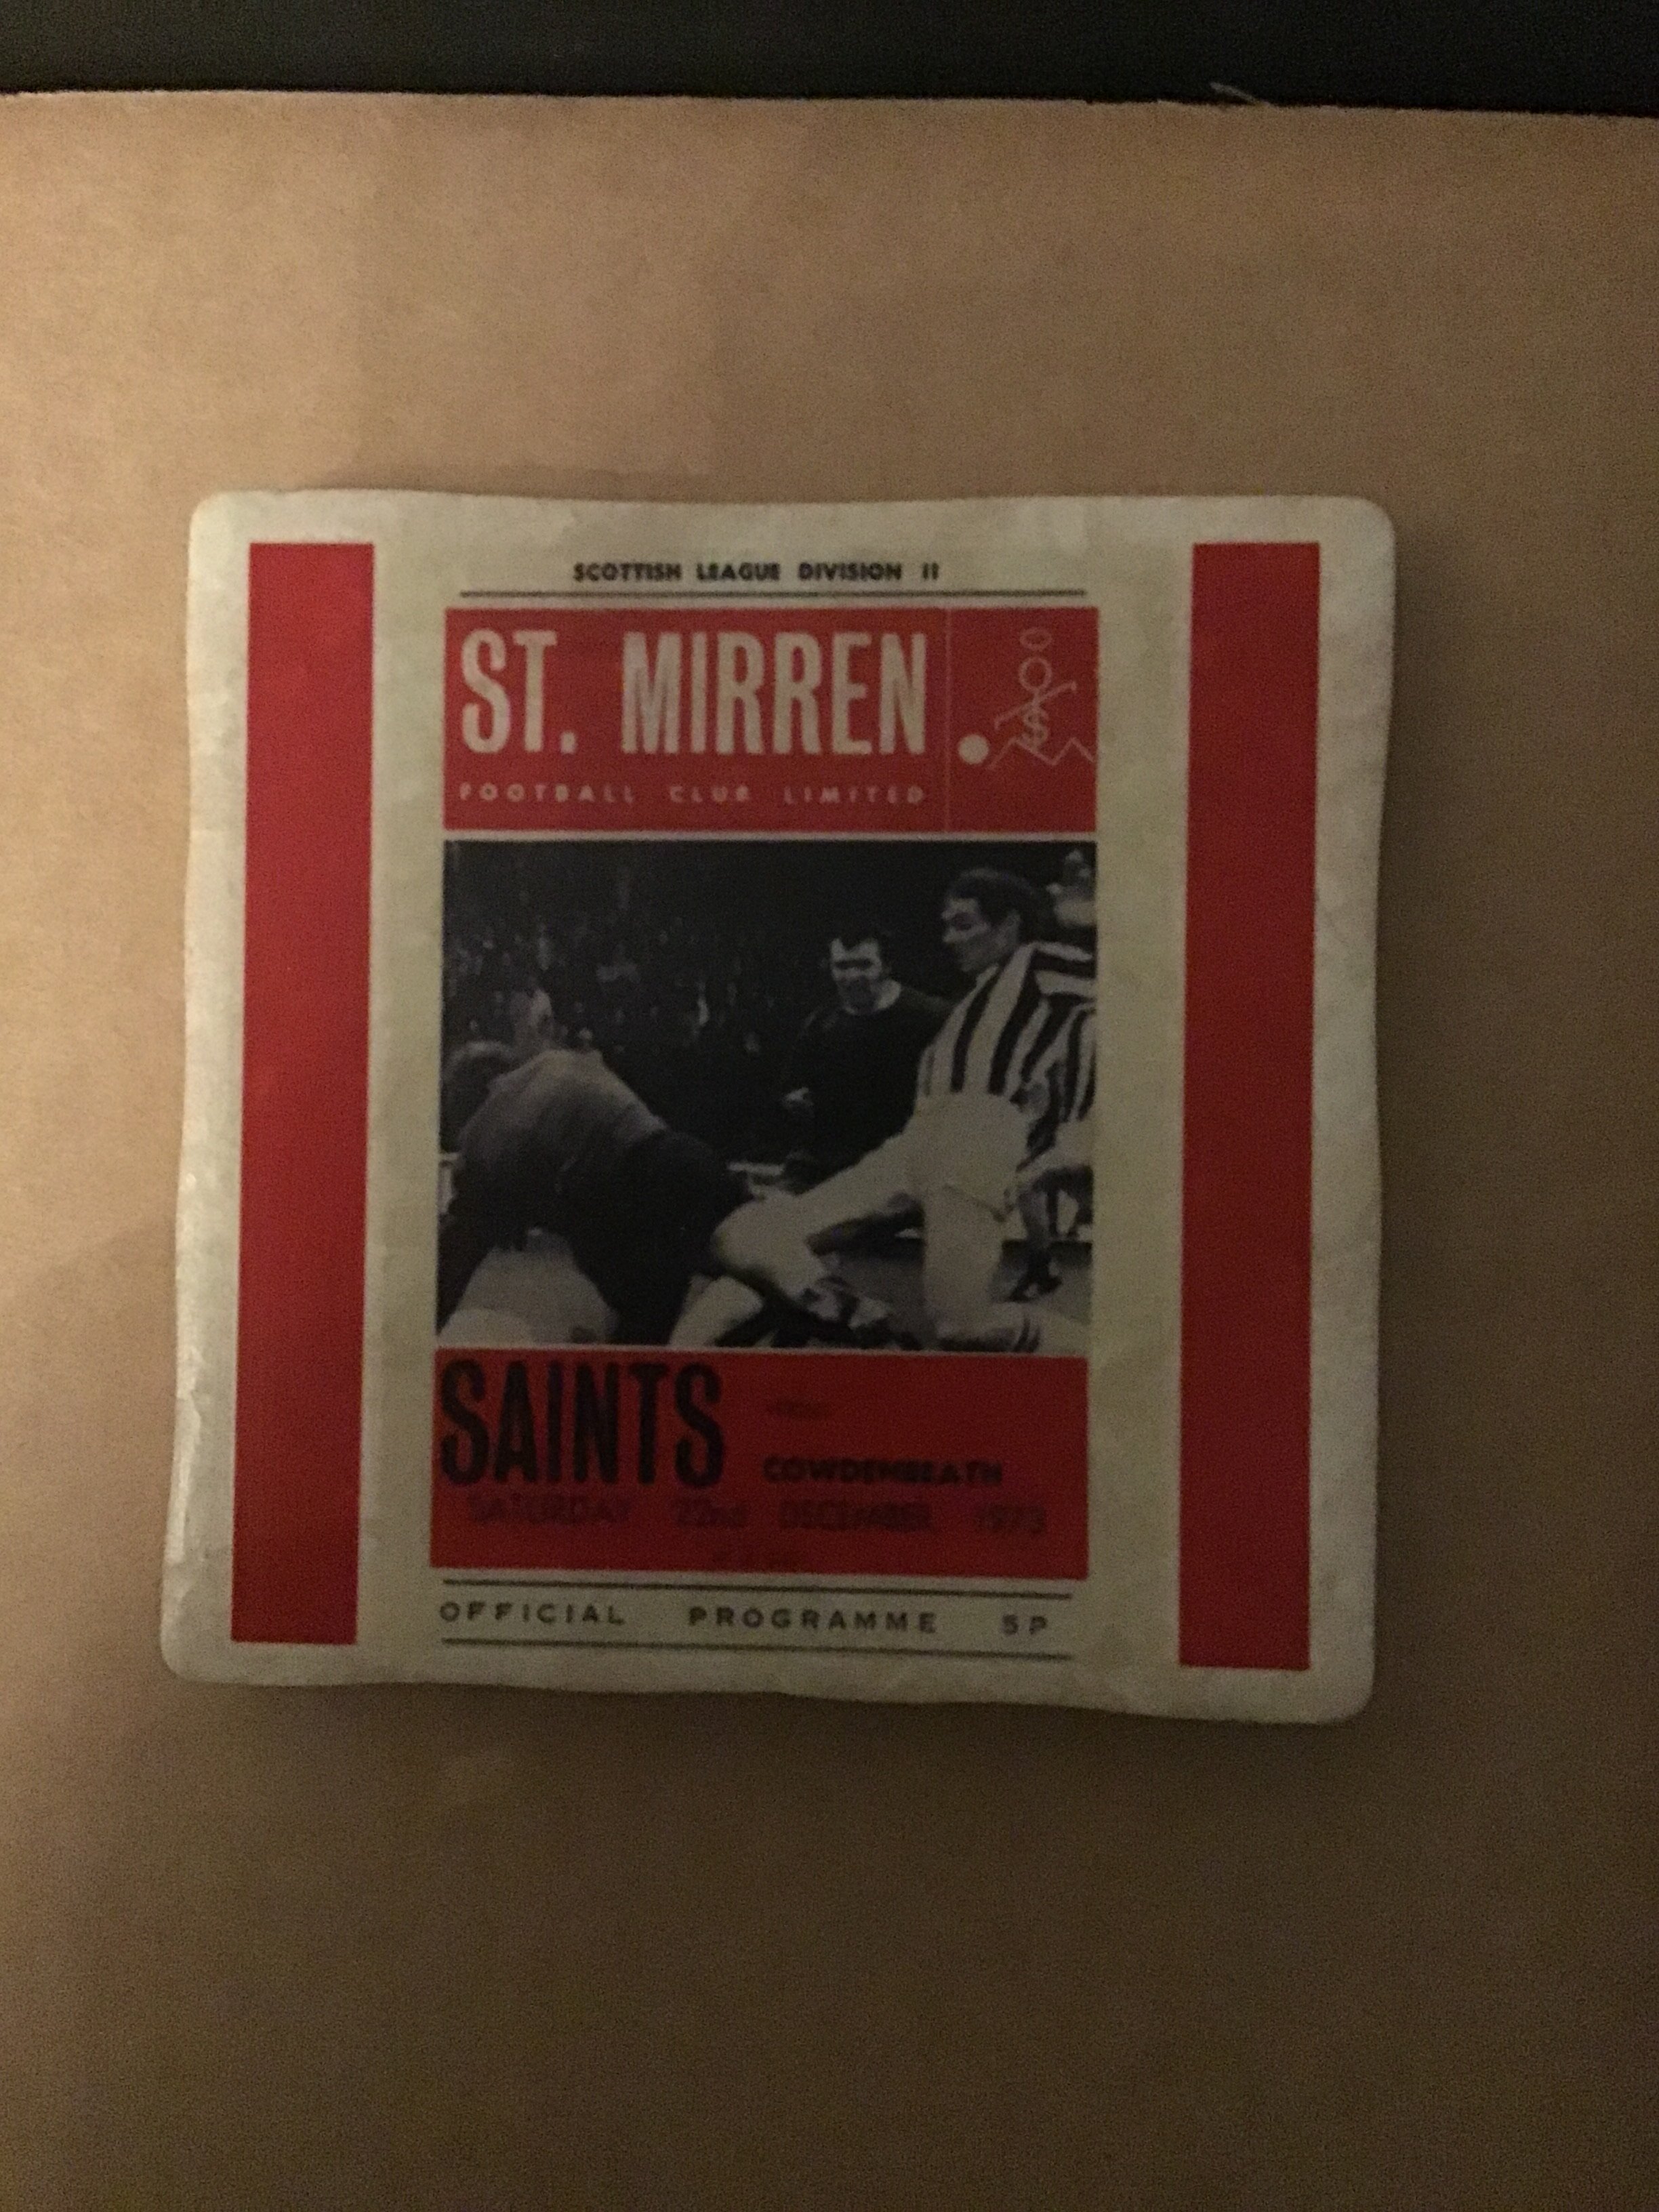 SCOTTISH LEAGUE DIVISION II
ST. MIRREN
FOOTBALL CLUB LIMITED
SAINTS
COWDENBEATH
SATURDAY 22nd DECEMBER 1973
OFFICIAL PROGRAMME 5P